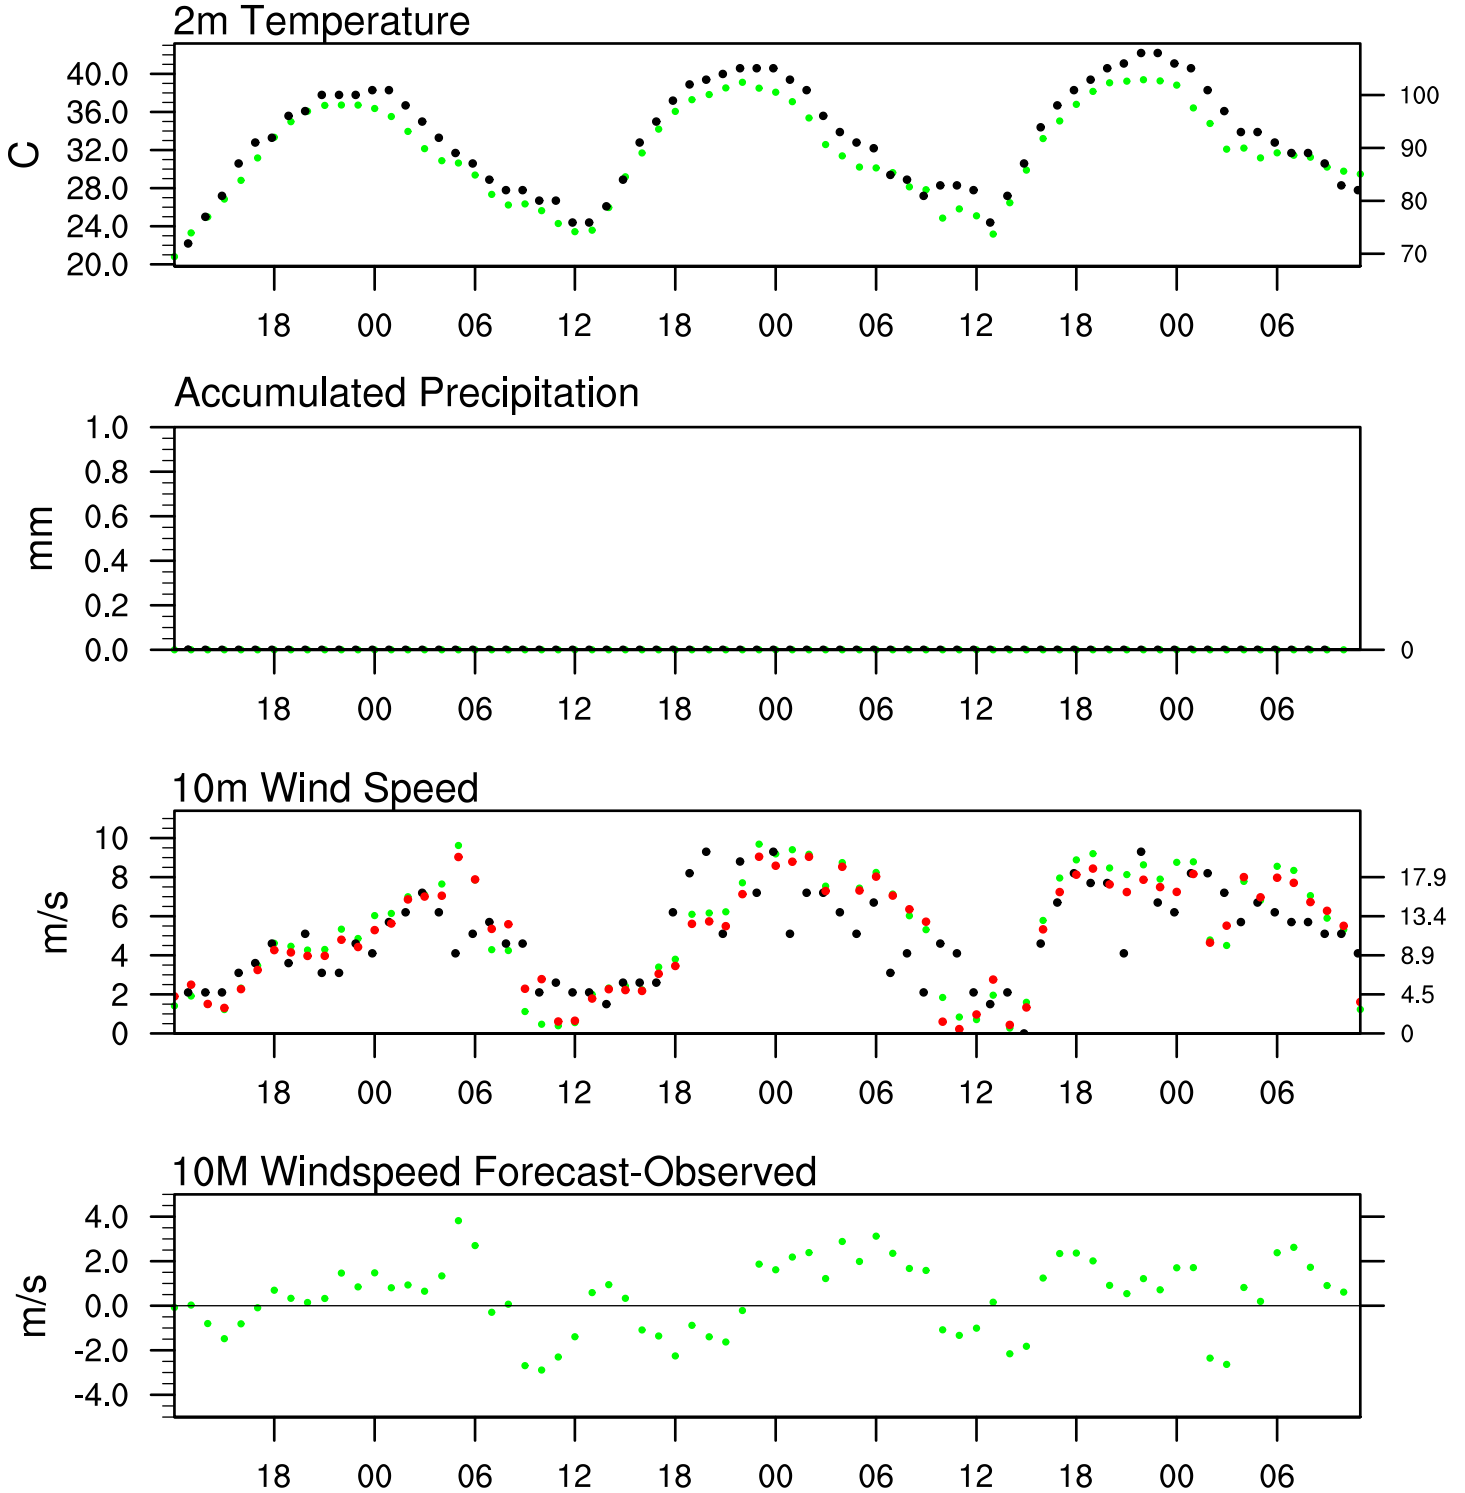 2m Temperature
C
40.0
36.0
32.0
28.0
24.0
20.0
100
90
80
70
18 00 06 12 18 00 06 12 18 00 06
Accumulated Precipitation
mm
1.0
0.8
0.6
0.4
0.2
0.0
0
18 00 06 12 18 00 06 12 18 00 06
10m Wind Speed
m/s
10
8
6
4
2
0
17.9
13.4
8.9
4.5
0
18 00 06 12 18 00 06 12 18 00 06
10M Windspeed Forecast-Observed
m/s
4.0
2.0
0.0
-2.0
-4.0
18 00 06 12 18 00 06 12 18 00 06